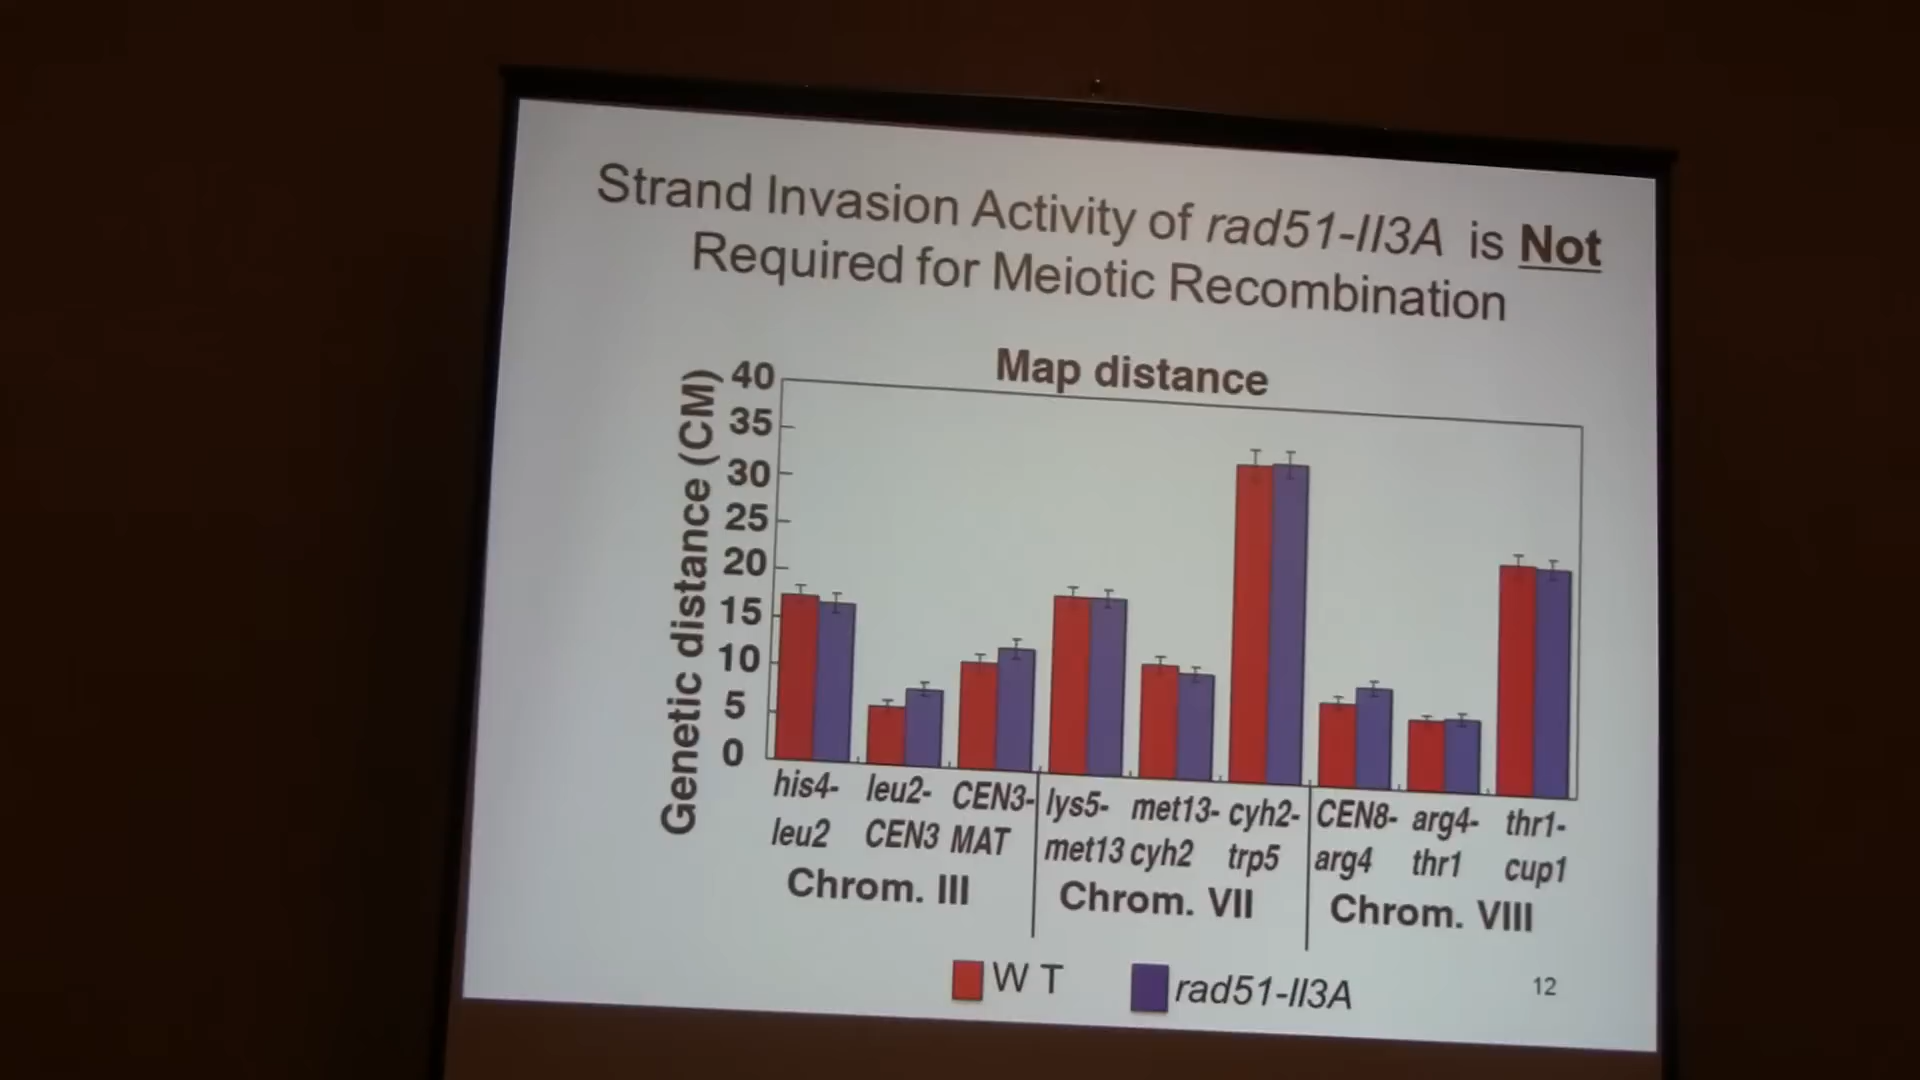 Strand Invasion Activity of rad51-II3A is Not
Required for Meiotic Recombination
Map distance
Genetic distance (CM)
40
35
30
25
20
15
10
5
0
his4- leu2- CEN3- lys5- met13- cyh2- CEN8- arg4- thr1-
leu2 CEN3 MAT met13 cyh2 trp5 arg4 thr1 cup1
Chrom. III Chrom. VII Chrom. VIII
W T rad51-II3A
12